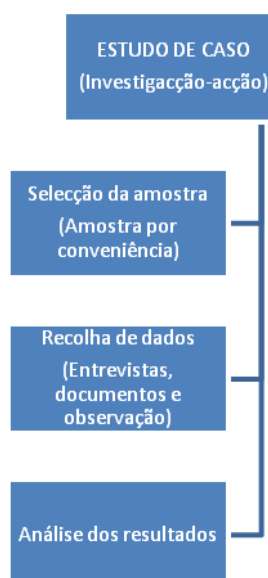 ESTUDO DE CASO
(Investigacção-acção)
Selecção da amostra
(Amostra por
conveniência)
Recolha de dados
(Entrevistas,
documentos e
observação)
Análise dos resultados